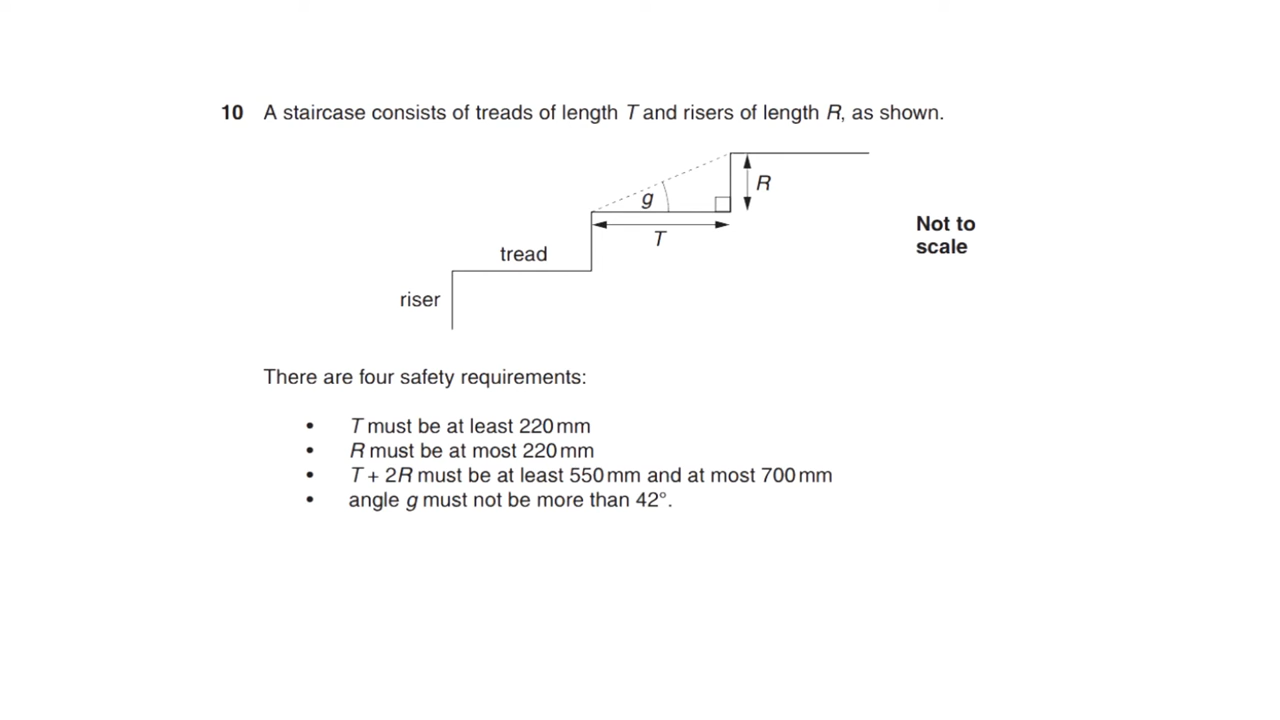 10 A staircase consists of treads of length T and risers of length R, as shown.
R
g
T
Not to
scale
tread
riser
There are four safety requirements:
• T must be at least 220 mm
• R must be at most 220 mm
• T + 2R must be at least 550 mm and at most 700 mm
• angle g must not be more than 42°.